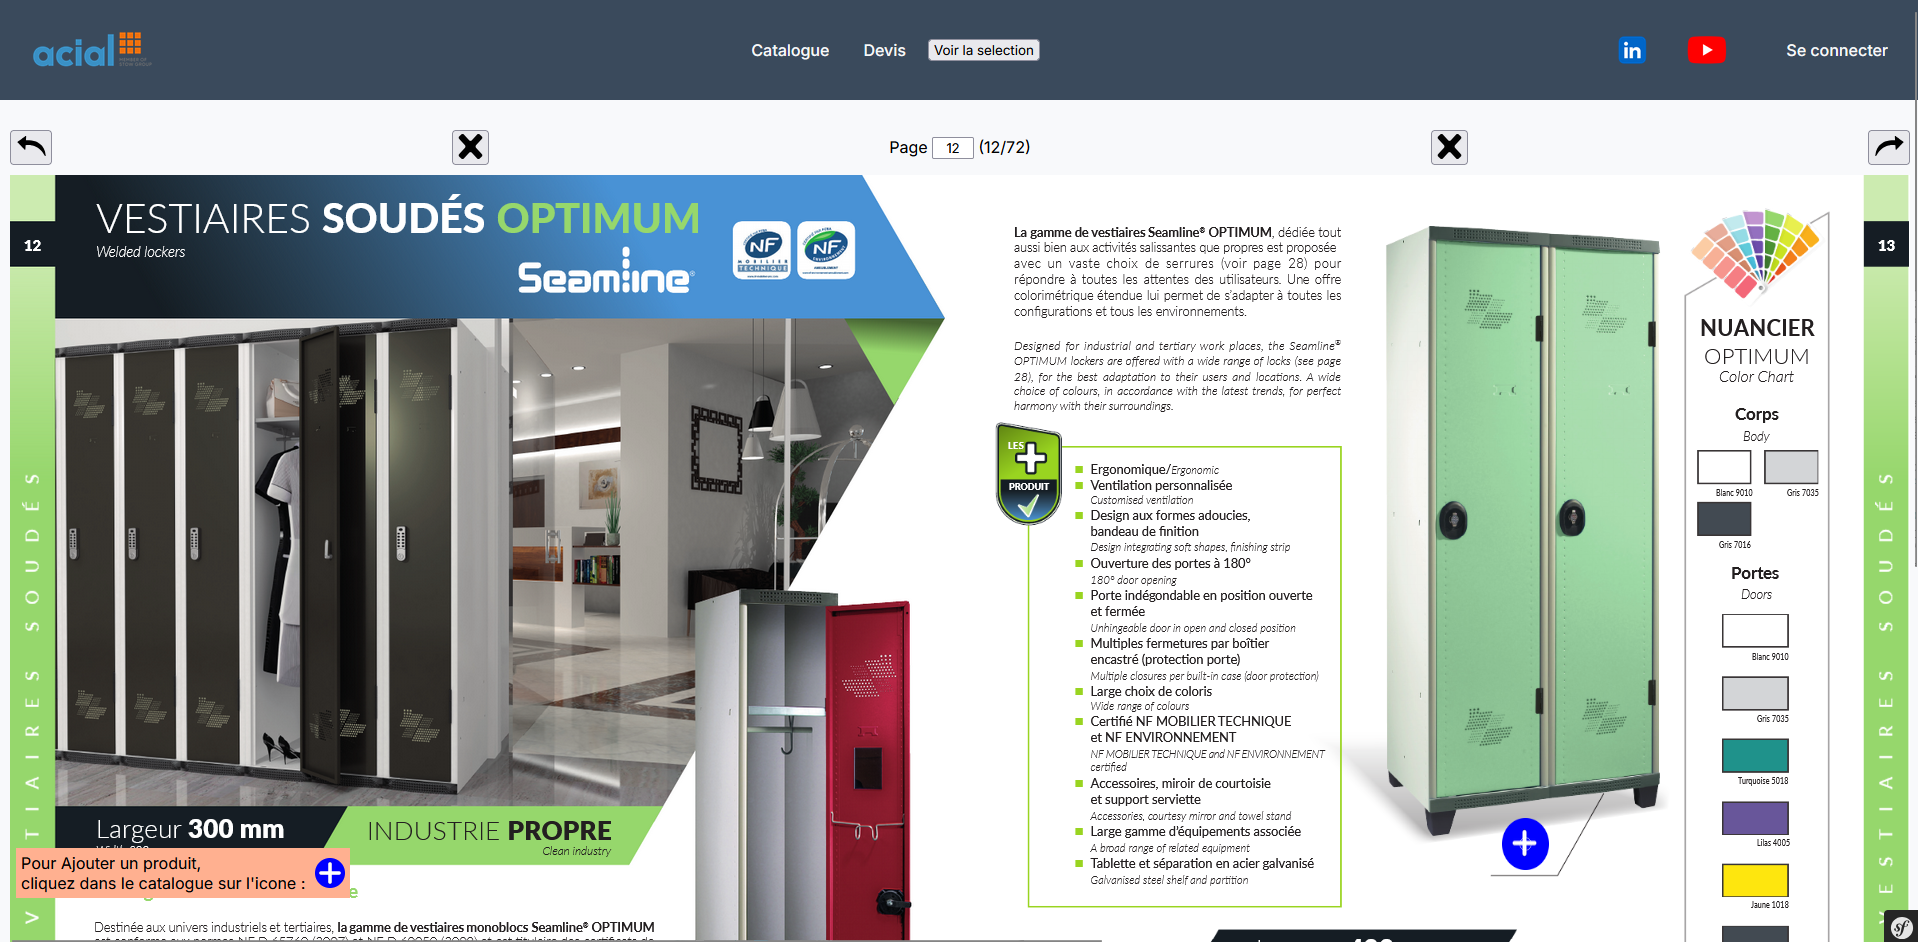 acial
Catalogue
Devis
Voir la selection
Se connecter
Page 12 (12/72)
12
VESTIAIRES SOUDÉS OPTIMUM
Welded lockers
Seamline®
NF
MOBILIER
TECHNIQUE
NF
VESTIAIRES SOUDÉS
Largeur 300 mm
INDUSTRIE PROPRE
Clean industry
Pour Ajouter un produit,
cliquez dans le catalogue sur l'icone :
Destinée aux univers industriels et tertiaires, la gamme de vestiaires monoblocs Seamline® OPTIMUM
La gamme de vestiaires Seamline® OPTIMUM, dédiée tout
aussi bien aux activités salissantes que propres est proposée
avec un vaste choix de serrures (voir page 28) pour
répondre à toutes les attentes des utilisateurs. Une offre
colorimétrique étendue lui permet de s'adapter à toutes les
configurations et tous les environnements.
Designed for industrial and tertiary work places, the Seamline®
OPTIMUM lockers are offered with a wide range of locks (see page
28), for the best adaptation to their users and locations. A wide
choice of colours, in accordance with the latest trends, for perfect
harmony with their surroundings.
LES
PRODUIT
Ergonomique/Ergonomic
Ventilation personnalisée
Customised ventilation
Design aux formes adoucies,
bandeau de finition
Design integrating soft shapes, finishing strip
Ouverture des portes à 180°
180° door opening
Porte indégondable en position ouverte
et fermée
Unhingeable door in open and closed position
Multiples fermetures par boîtier
encastré (protection porte)
Multiple closures per built-in case (door protection)
Large choix de coloris
Wide range of colours
Certifié NF MOBILIER TECHNIQUE
et NF ENVIRONNEMENT
NF MOBILIER TECHNIQUE and NF ENVIRONNEMENT
certified
Accessoires, miroir de courtoisie
et support serviette
Accessories, courtesy mirror and towel stand
Large gamme d'équipements associée
A broad range of related equipment
Tablette et séparation en acier galvanisé
Galvanised steel shelf and partition
NUANCIER
OPTIMUM
Color Chart
Corps
Body
Blanc 9010
Gris 7035
Gris 7016
Portes
Doors
Blanc 9010
Gris 7035
Turquoise 5018
Lilas 4005
Jaune 1018
13
VESTIAIRES SOUDÉS
sf